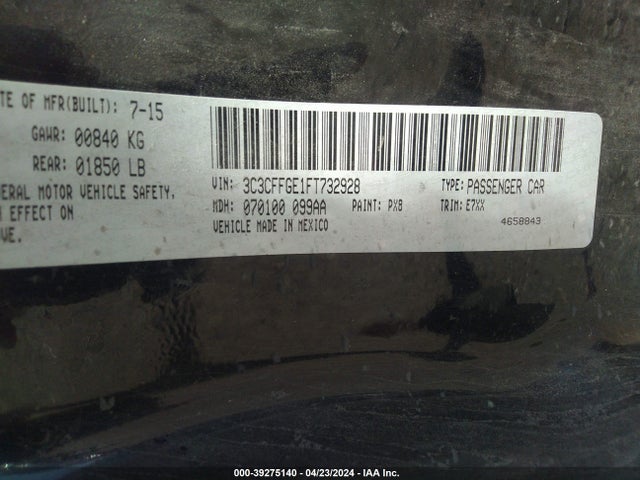 TE OF MFR(BUILT): 7-15
GAWR: 00840 KG
REAR: 01850 LB
ERAL MOTOR VEHICLE SAFETY,
EFFECT ON
VE.
VIN: 3C3CFFGE1FT732928 TYPE: PASSENGER CAR
MDH: 070100 099AA PAINT: PX8 TRIM: E7XX
VEHICLE MADE IN MEXICO 4658843
000-39275140 - 04/23/2024 - IAA Inc.